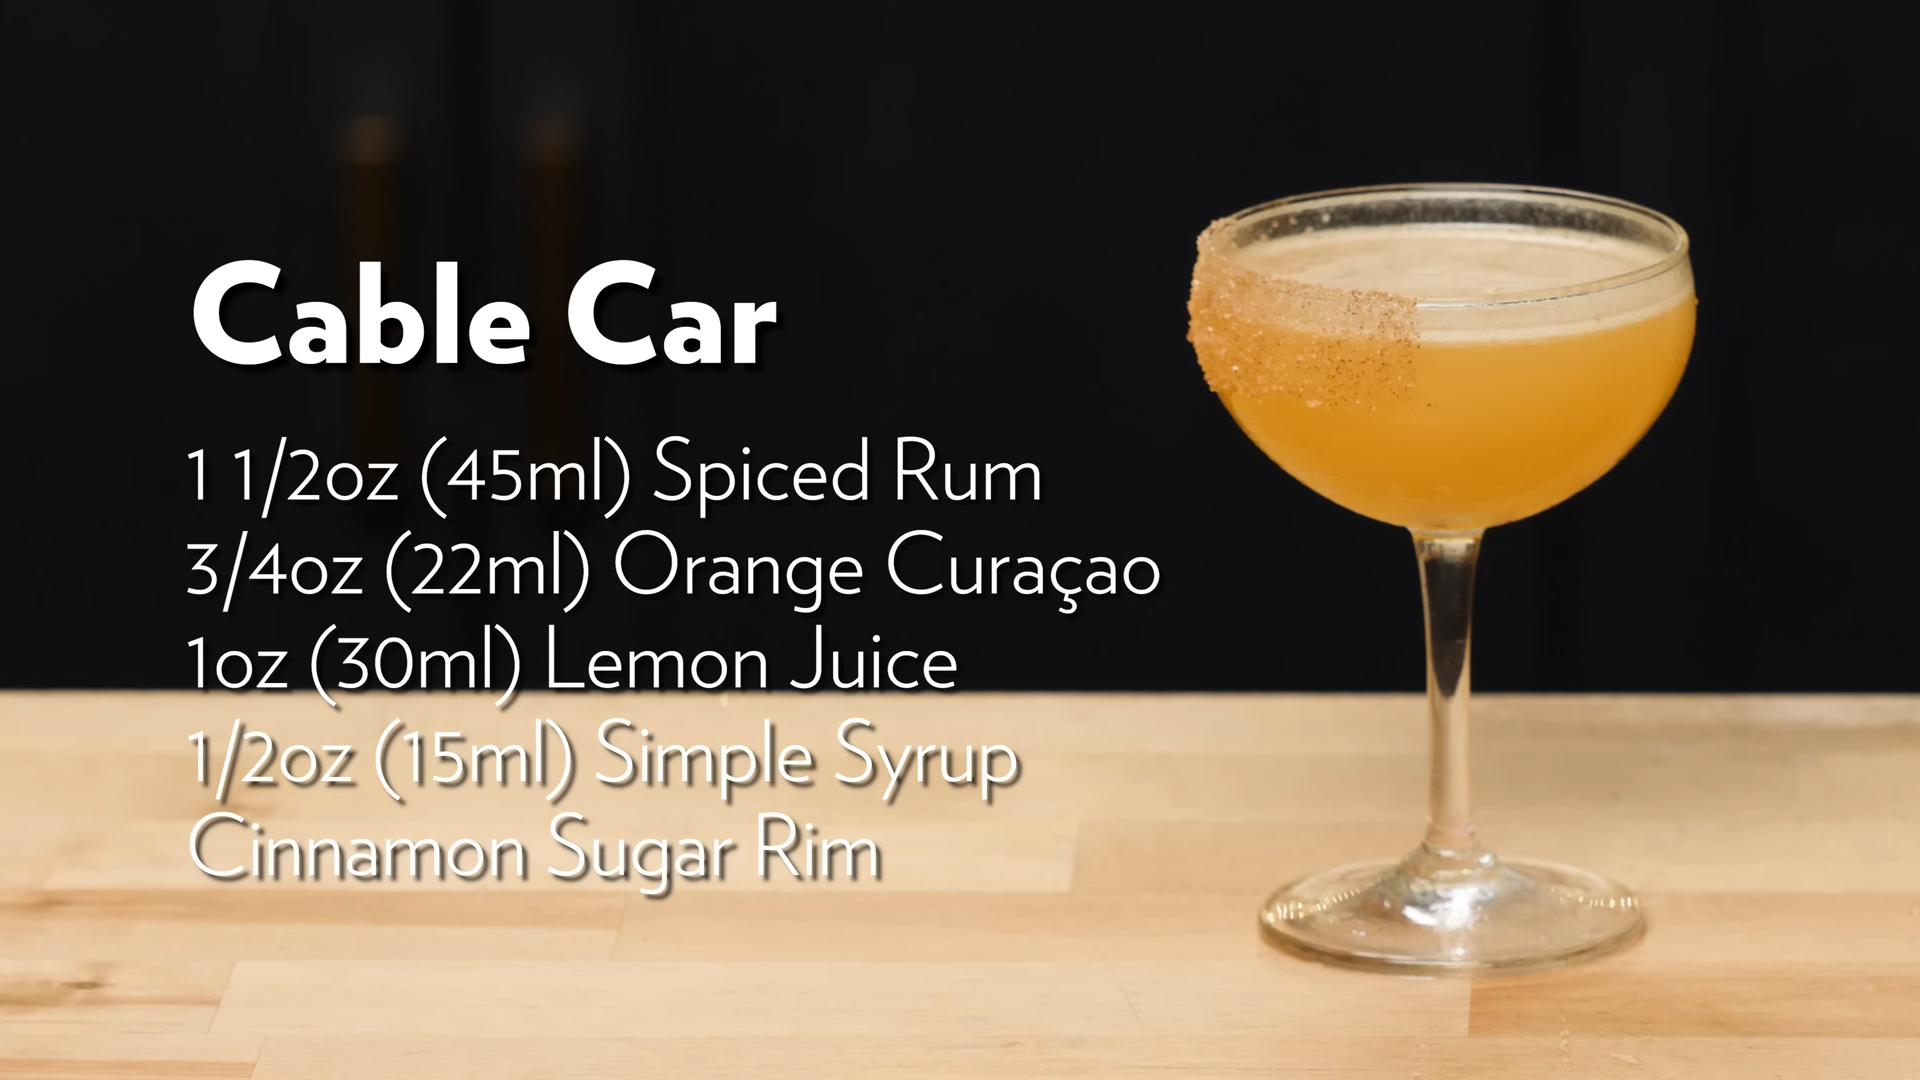 Cable Car
1 1/2oz (45ml) Spiced Rum
3/4oz (22ml) Orange Curaçao
1oz (30ml) Lemon Juice
1/2oz (15ml) Simple Syrup
Cinnamon Sugar Rim